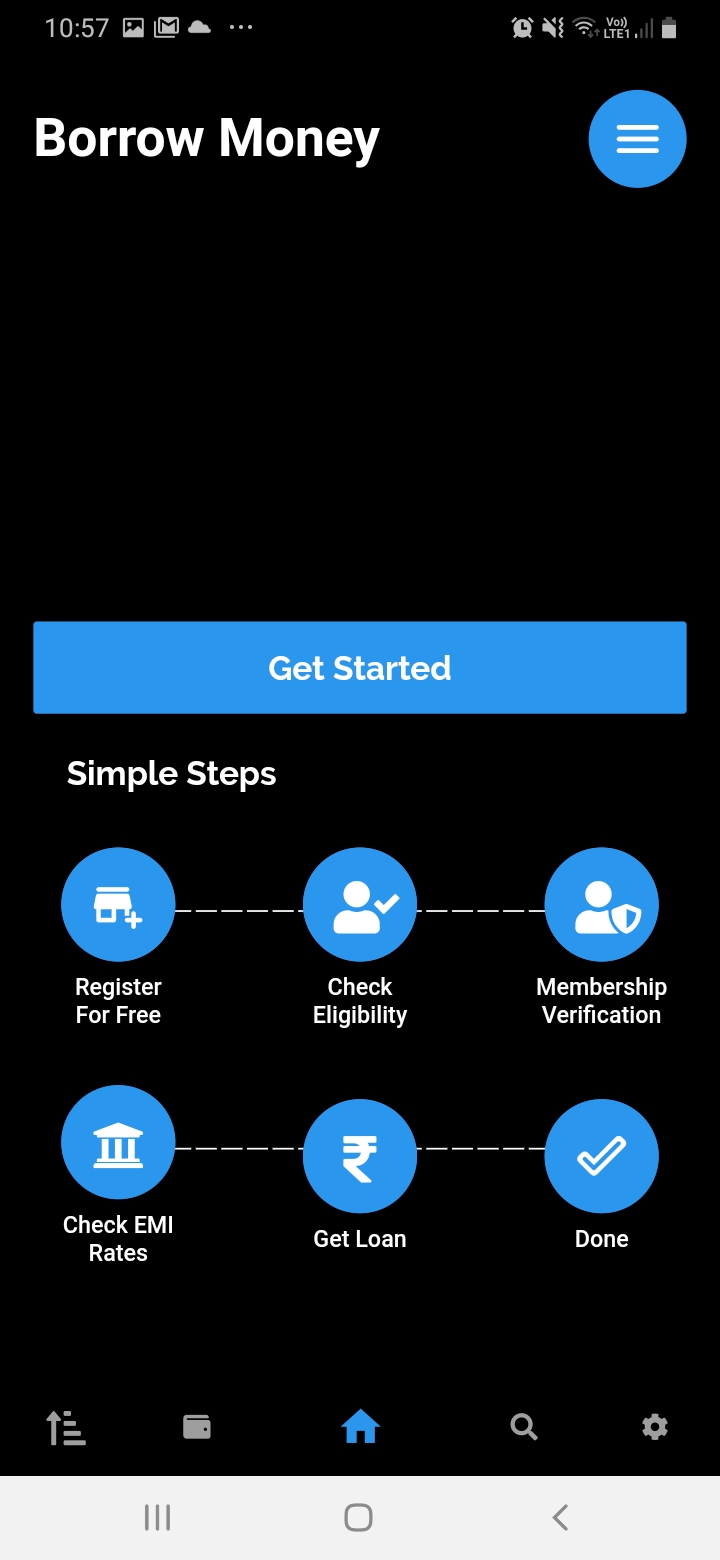 10:57
Vo)
LTE1
Borrow Money
Get Started
Simple Steps
Register
For Free
Check
Eligibility
Membership
Verification
Check EMI
Rates
Get Loan
Done